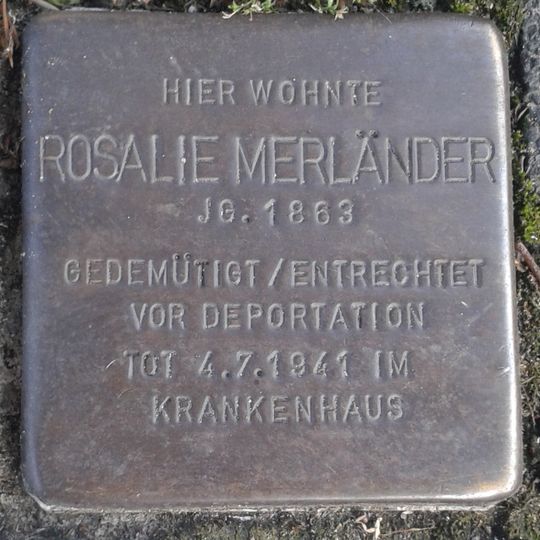 HIER WOHNTE
ROSALIE MERLÄNDER
JG. 1863
GEDEMÜTIGT/ENTRECHTET
VOR DEPORTATION
TOT 4.7.1941 IM
KRANKENHAUS